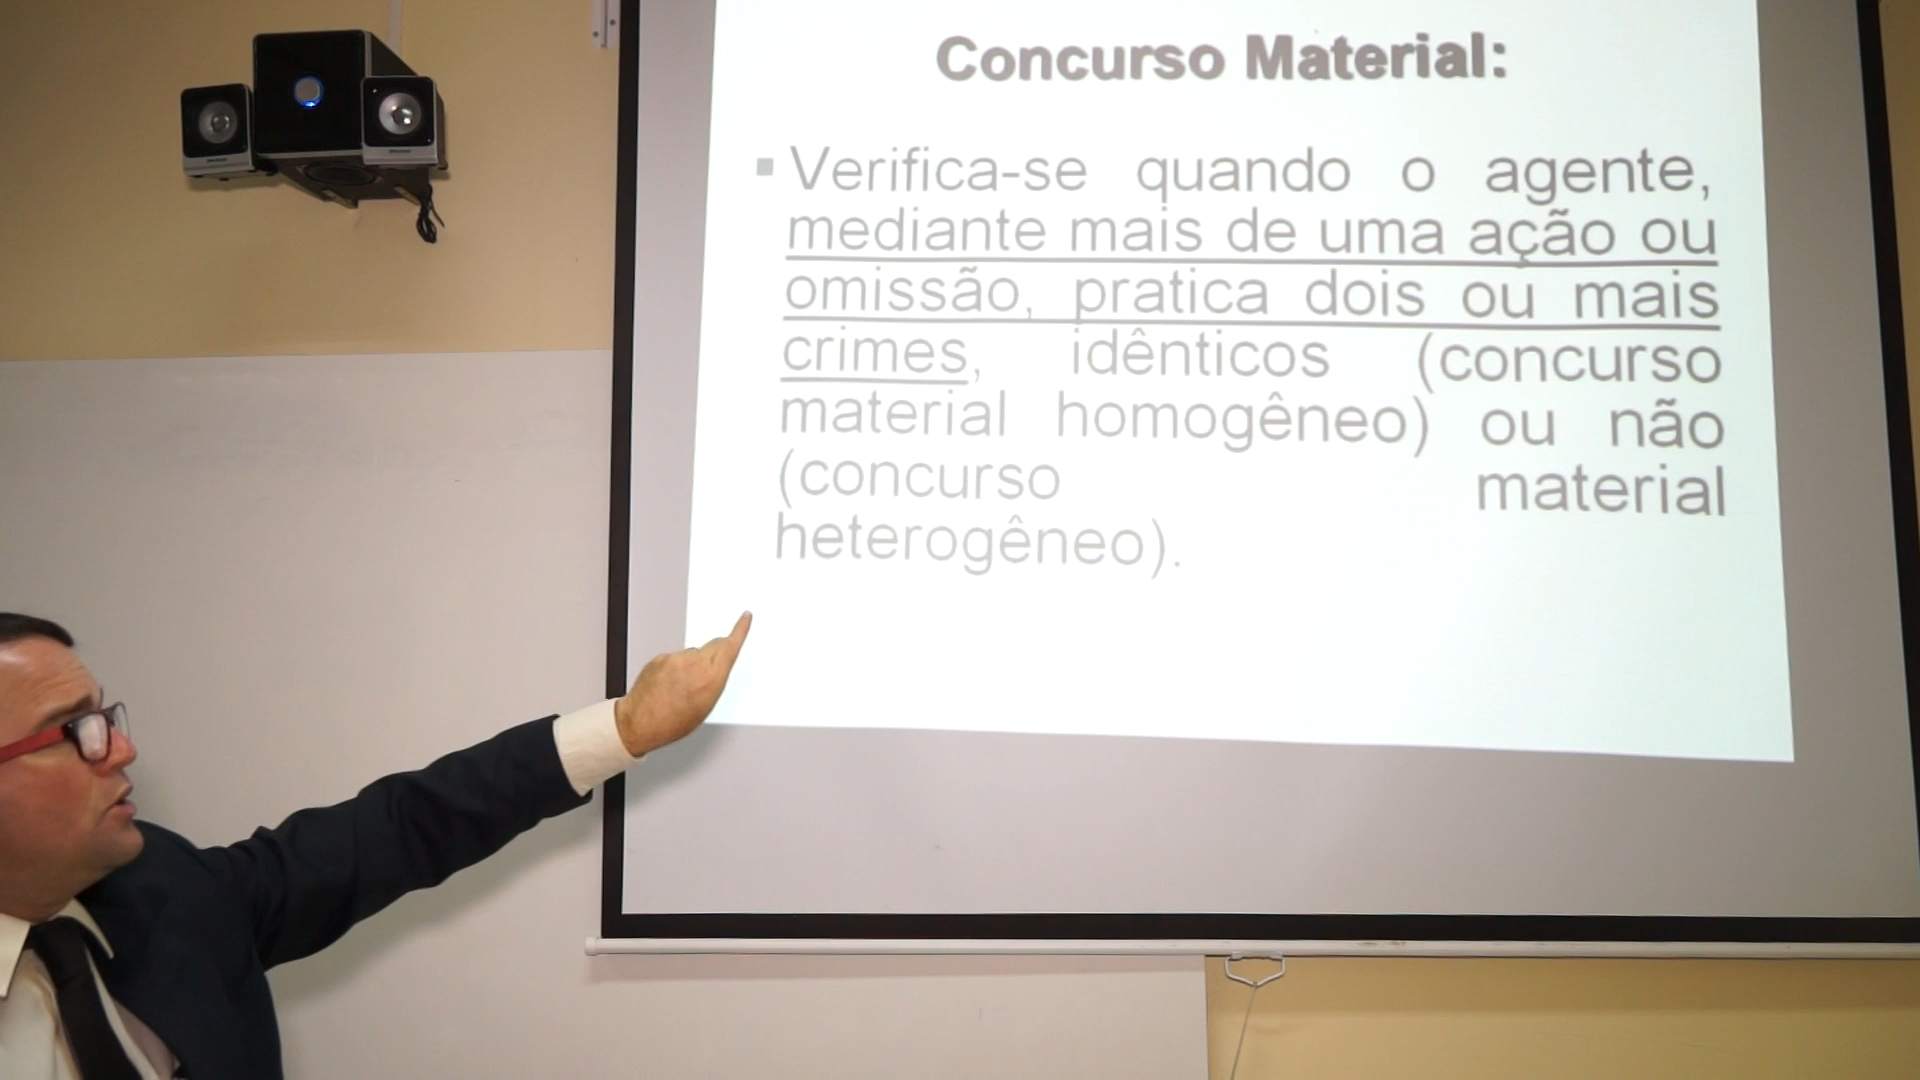 Concurso Material:
▪ Verifica-se quando o agente,
mediante mais de uma ação ou
omissão, pratica dois ou mais
crimes, idênticos (concurso
material homogêneo) ou não
(concurso material
heterogêneo).